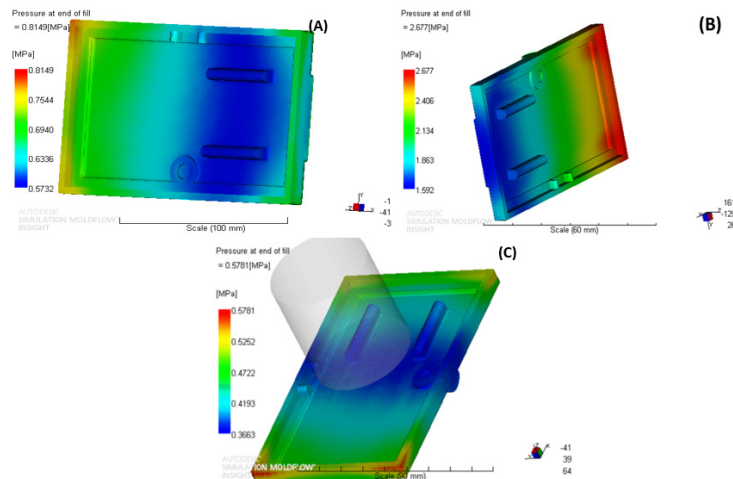 Pressure at end of fill
= 0.8149[MPa]
(A)
[MPa]
0.8149
0.7544
0.6940
0.6336
0.5732
AUTODESK®
SIMULATION MOLDFLOW®
INSIGHT
Scale (100 mm)
-1
-41
-3
Pressure at end of fill
= 2.677[MPa]
(B)
[MPa]
2.677
2.406
2.134
1.863
1.592
AUTODESK®
SIMULATION MOLDFLOW®
INSIGHT
Scale (60 mm)
Pressure at end of fill
= 0.5781[MPa]
(C)
[MPa]
0.5781
0.5252
0.4722
0.4193
0.3663
AUTODESK®
SIMULATION MOLDFLOW®
INSIGHT
-41
39
64